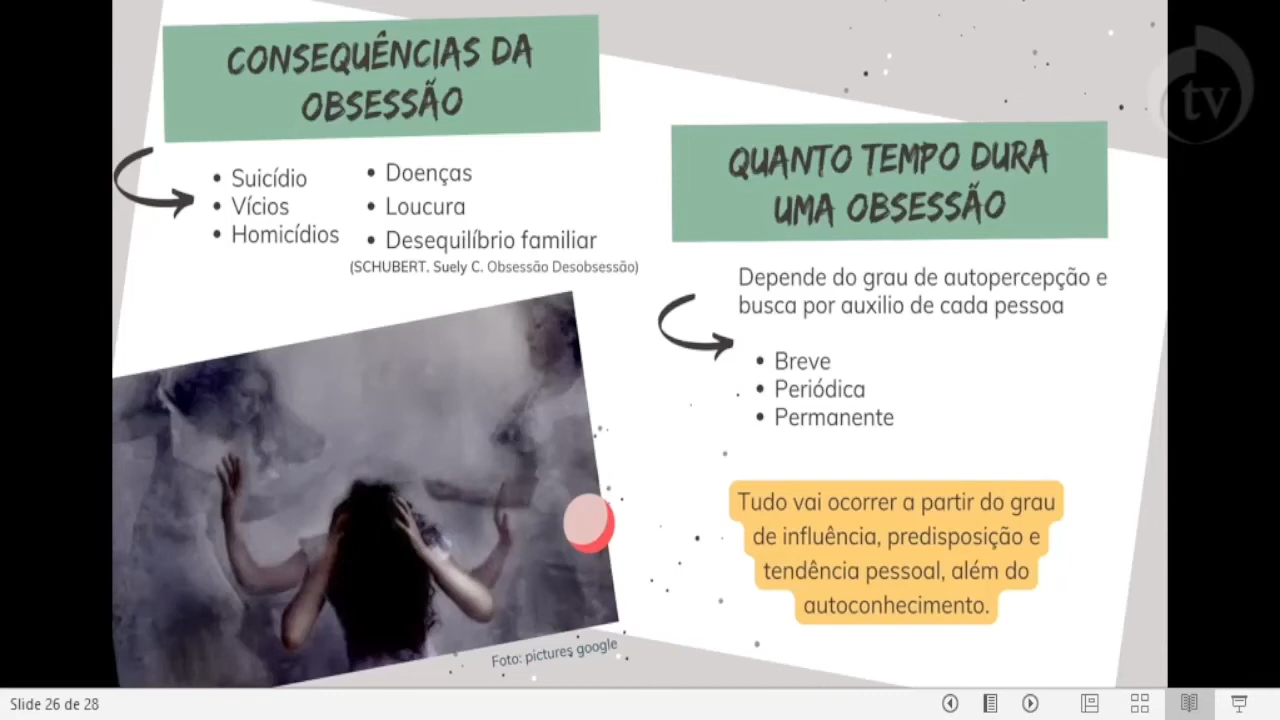 CONSEQUÊNCIAS DA
OBSESSÃO
• Suicídio
• Vícios
• Homicídios
• Doenças
• Loucura
• Desequilíbrio familiar
(SCHUBERT. Suely C. Obsessão Desobsessão)
Foto: pictures google
QUANTO TEMPO DURA
UMA OBSESSÃO
Depende do grau de autopercepção e
busca por auxilio de cada pessoa
• Breve
• Periódica
• Permanente
Tudo vai ocorrer a partir do grau
de influência, predisposição e
tendência pessoal, além do
autoconhecimento.
tv
Slide 26 de 28